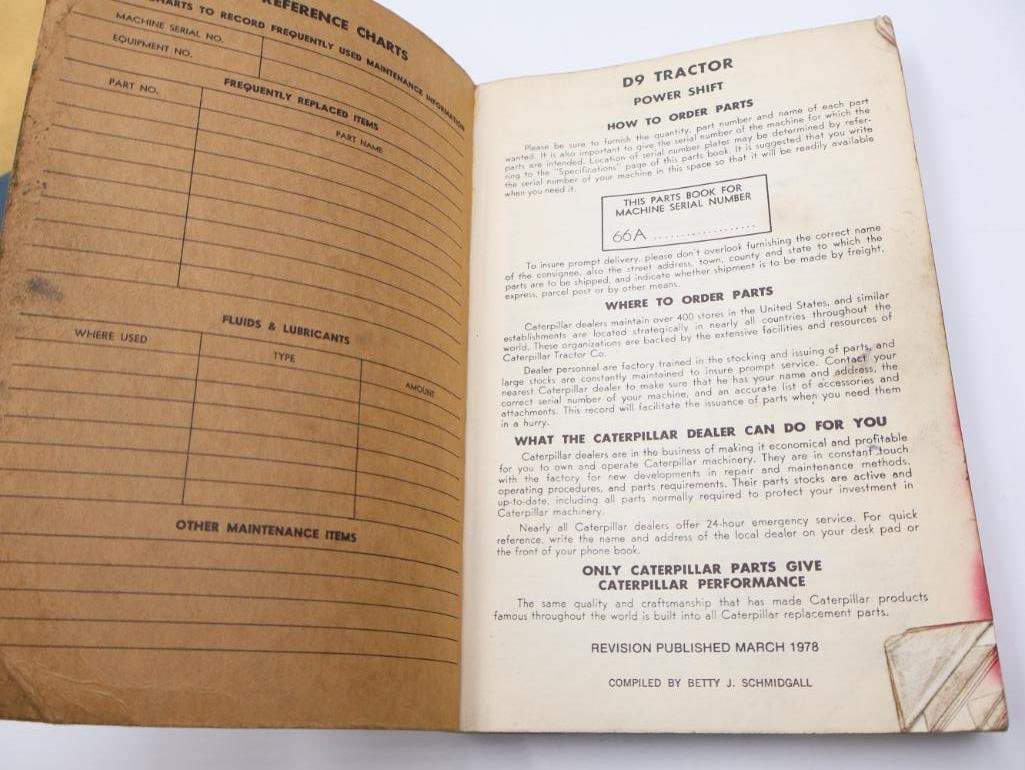 REFERENCE CHARTS
CHARTS TO RECORD FREQUENTLY USED MAINTENANCE INFORMATION
MACHINE SERIAL NO.
EQUIPMENT NO.
FREQUENTLY REPLACED ITEMS
PART NO.
PART NAME
FLUIDS & LUBRICANTS
WHERE USED
TYPE
AMOUNT
OTHER MAINTENANCE ITEMS
D9 TRACTOR
POWER SHIFT
HOW TO ORDER PARTS
Please be sure to furnish the quantity, part number and name of each part
wanted. It is also important to give the serial number of the machine for which the
parts are intended. Location of serial number plates may be determined by refer-
ring to the "Specifications" page of this parts book. It is suggested that you write
the serial number of your machine in this space so that it will be readily available
when you need it.
THIS PARTS BOOK FOR
MACHINE SERIAL NUMBER
66A ....................
To insure prompt delivery, please don't overlook furnishing the correct name
of the consignee, also the street address, town, county and state to which the
parts are to be shipped, and indicate whether shipment is to be made by freight,
express, parcel post or by other means.
WHERE TO ORDER PARTS
Caterpillar dealers maintain over 400 stores in the United States, and similar
establishments are located strategically in nearly all countries throughout the
world. These organizations are backed by the extensive facilities and resources of
Caterpillar Tractor Co.
Dealer personnel are factory trained in the stocking and issuing of parts, and
large stocks are constantly maintained to insure prompt service. Contact your
nearest Caterpillar dealer to make sure that he has your name and address, the
correct serial number of your machine, and an accurate list of accessories and
attachments. This record will facilitate the issuance of parts when you need them
in a hurry.
WHAT THE CATERPILLAR DEALER CAN DO FOR YOU
Caterpillar dealers are in the business of making it economical and profitable
for you to own and operate Caterpillar machinery. They are in constant touch
with the factory for new developments in repair and maintenance methods,
operating procedures, and parts requirements. Their parts stocks are active and
up-to-date, including all parts normally required to protect your investment in
Caterpillar machinery.
Nearly all Caterpillar dealers offer 24-hour emergency service. For quick
reference, write the name and address of the local dealer on your desk pad or
the front of your phone book.
ONLY CATERPILLAR PARTS GIVE
CATERPILLAR PERFORMANCE
The same quality and craftsmanship that has made Caterpillar products
famous throughout the world is built into all Caterpillar replacement parts.
REVISION PUBLISHED MARCH 1978
COMPILED BY BETTY J. SCHMIDGALL